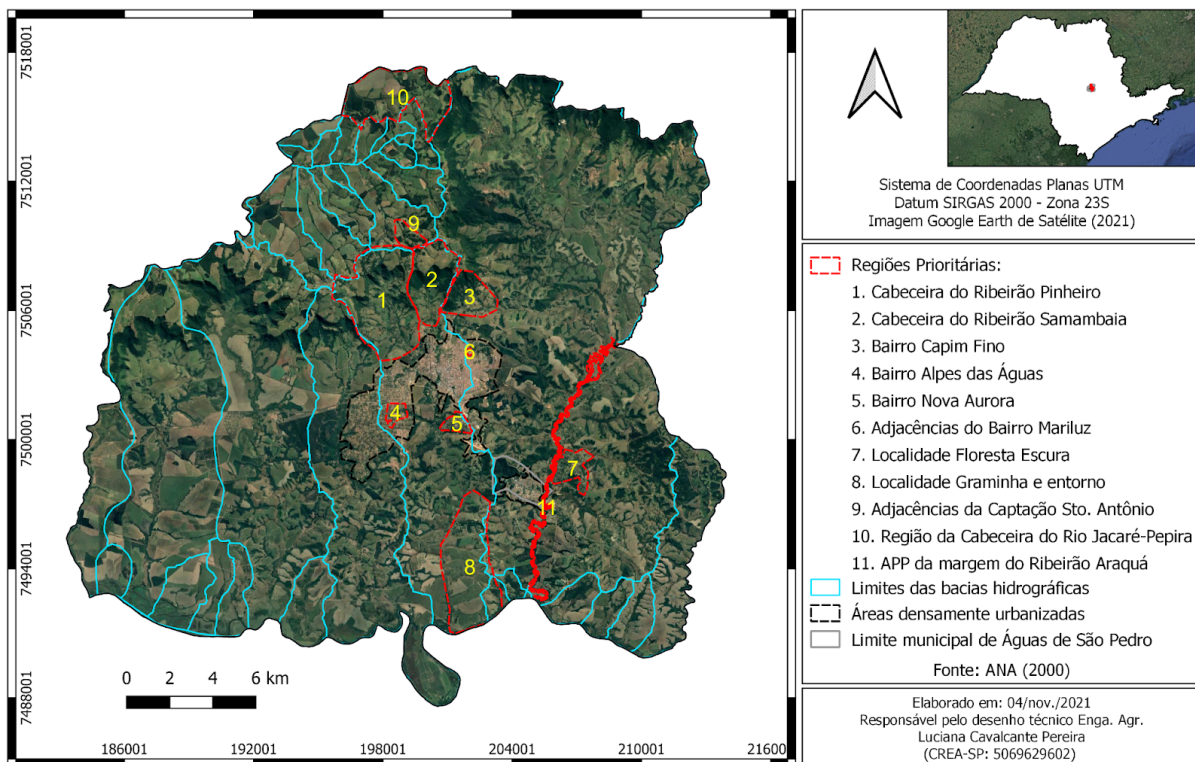 7518001
7512001
7506001
7500001
7494001
7488001
10
9
2
1
3
6
4
5
7
11
8
0 2 4 6 km
186001 192001 198001 204001 210001 21600
Sistema de Coordenadas Planas UTM
Datum SIRGAS 2000 - Zona 23S
Imagem Google Earth de Satélite (2021)
Regiões Prioritárias:
1. Cabeceira do Ribeirão Pinheiro
2. Cabeceira do Ribeirão Samambaia
3. Bairro Capim Fino
4. Bairro Alpes das Águas
5. Bairro Nova Aurora
6. Adjacências do Bairro Mariluz
7. Localidade Floresta Escura
8. Localidade Graminha e entorno
9. Adjacências da Captação Sto. Antônio
10. Região da Cabeceira do Rio Jacaré-Pepira
11. APP da margem do Ribeirão Araquá
Limites das bacias hidrográficas
Áreas densamente urbanizadas
Limite municipal de Águas de São Pedro
Fonte: ANA (2000)
Elaborado em: 04/nov./2021
Responsável pelo desenho técnico Enga. Agr.
Luciana Cavalcante Pereira
(CREA-SP: 5069629602)